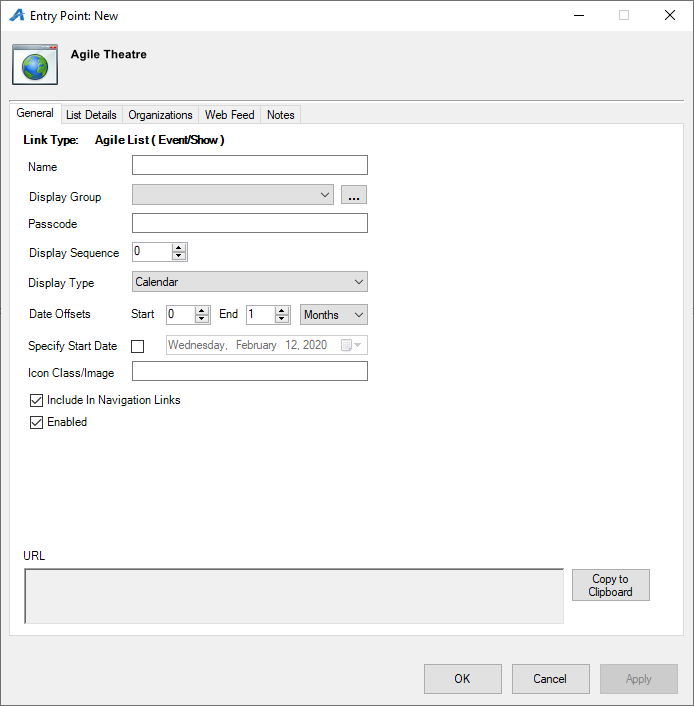 Entry Point: New
Agile Theatre
General List Details Organizations Web Feed Notes
Link Type: Agile List ( Event/Show )
Name
Display Group ...
Passcode
Display Sequence 0
Display Type Calendar
Date Offsets Start 0 End 1 Months
Specify Start Date Wednesday, February 12, 2020
Icon Class/Image
Include In Navigation Links
Enabled
URL
Copy to
Clipboard
OK Cancel Apply